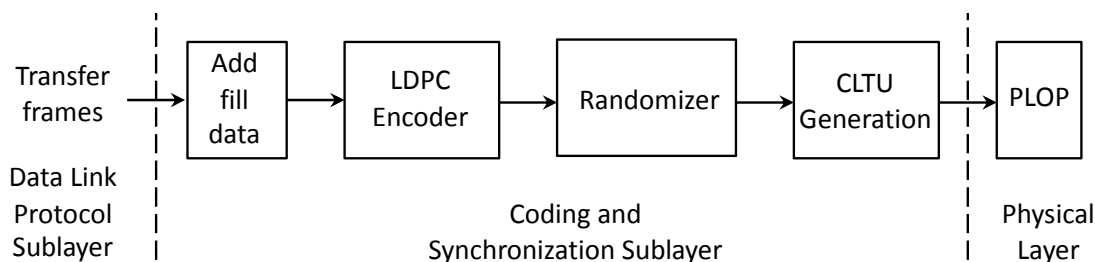 Transfer
frames
Add
fill
data
LDPC
Encoder
Randomizer
CLTU
Generation
PLOP
Data Link
Protocol
Sublayer
Coding and
Synchronization Sublayer
Physical
Layer